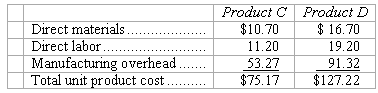 Product C Product D
Direct materials ...................... $10.70 $ 16.70
Direct labor ........................... 11.20 19.20
Manufacturing overhead ....... 53.27 91.32
Total unit product cost .......... $75.17 $127.22